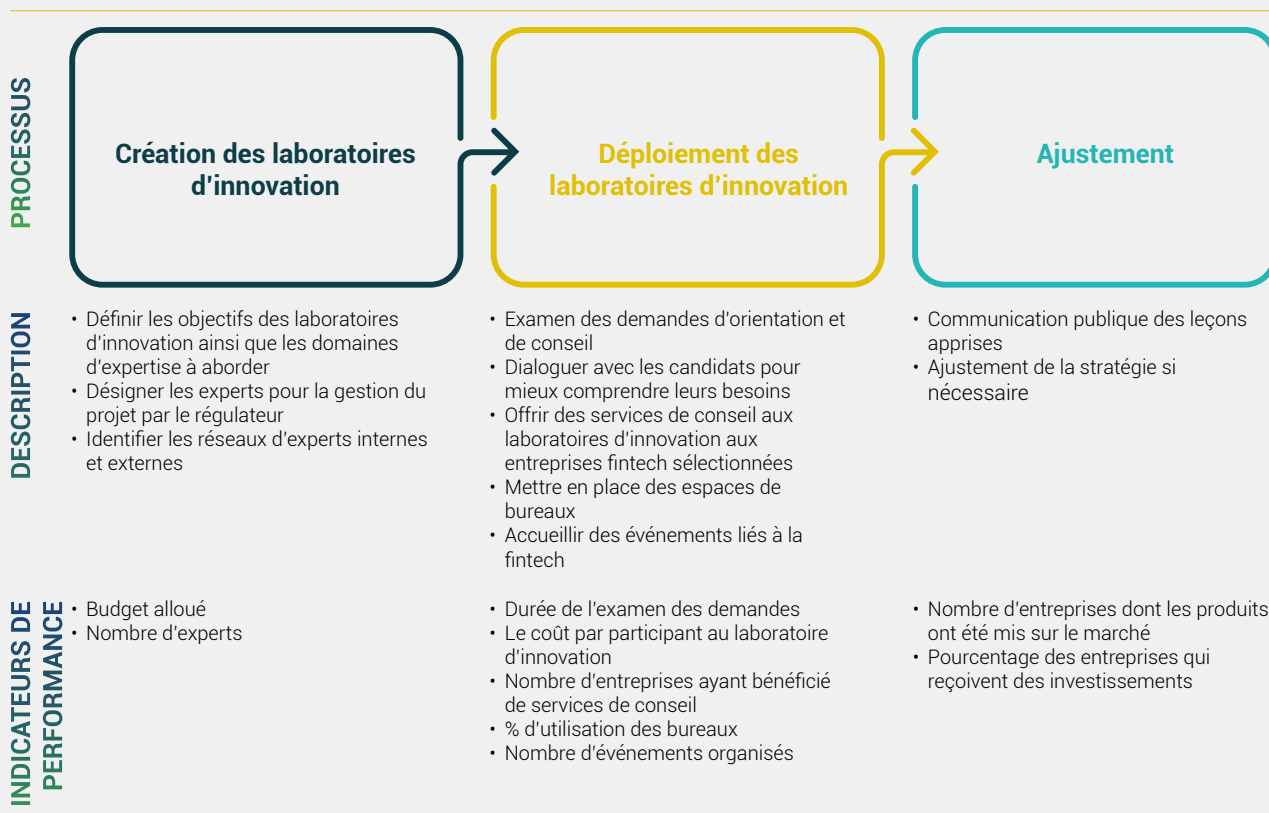 PROCESSUS
Création des laboratoires
d'innovation
Déploiement des
laboratoires d'innovation
Ajustement
DESCRIPTION
• Définir les objectifs des laboratoires
d'innovation ainsi que les domaines
d'expertise à aborder
• Désigner les experts pour la gestion du
projet par le régulateur
• Identifier les réseaux d'experts internes
et externes
• Examen des demandes d'orientation et
de conseil
• Dialoguer avec les candidats pour
mieux comprendre leurs besoins
• Offrir des services de conseil aux
laboratoires d'innovation aux
entreprises fintech sélectionnées
• Mettre en place des espaces de
bureaux
• Accueillir des événements liés à la
fintech
• Communication publique des leçons
apprises
• Ajustement de la stratégie si
nécessaire
INDICATEURS DE
PERFORMANCE
• Budget alloué
• Nombre d'experts
• Durée de l'examen des demandes
• Le coût par participant au laboratoire
d'innovation
• Nombre d'entreprises ayant bénéficié
de services de conseil
• % d'utilisation des bureaux
• Nombre d'événements organisés
• Nombre d'entreprises dont les produits
ont été mis sur le marché
• Pourcentage des entreprises qui
reçoivent des investissements